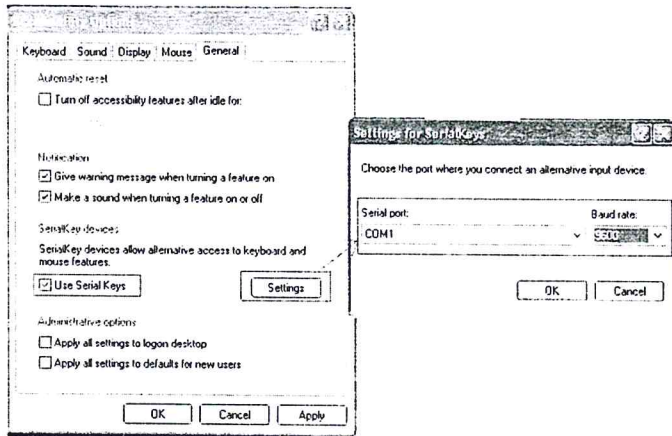 Keyboard Sound Display Mouse General
Automatic reset
Turn off accessibility features after idle for:
Notification
Give warning message when turning a feature on
Make a sound when turning a feature on or off
SerialKey devices
SerialKey devices allow alternative access to keyboard and
mouse features.
Use Serial Keys
Settings
Administrative options
Apply all settings to logon desktop
Apply all settings to defaults for new users
OK Cancel Apply
Settings for SerialKeys
Choose the port where you connect an alternative input device.
Serial port: Baud rate:
COM1 9600
OK Cancel